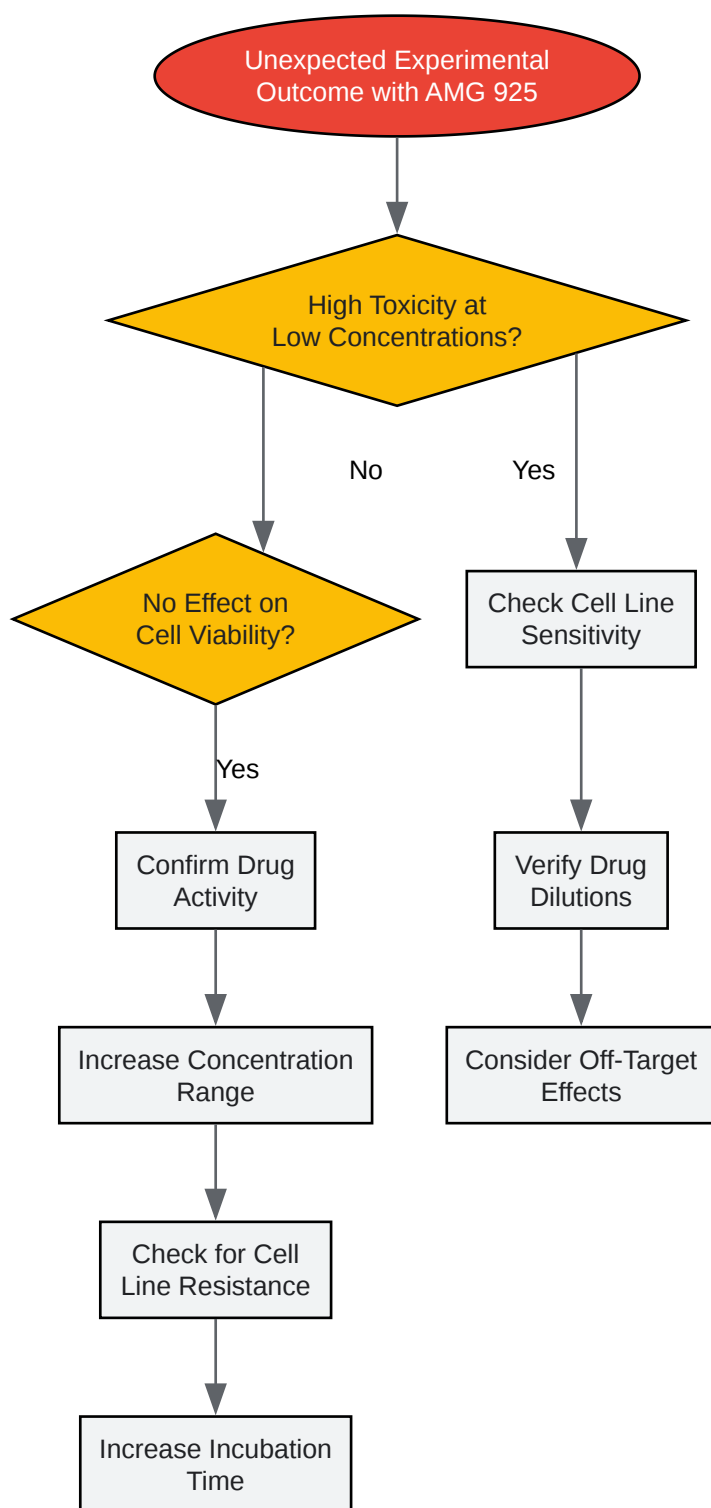 Unexpected Experimental
Outcome with AMG 925
High Toxicity at
Low Concentrations?
No
Yes
No Effect on
Cell Viability?
Check Cell Line
Sensitivity
Yes
Confirm Drug
Activity
Verify Drug
Dilutions
Increase Concentration
Range
Consider Off-Target
Effects
Check for Cell
Line Resistance
Increase Incubation
Time